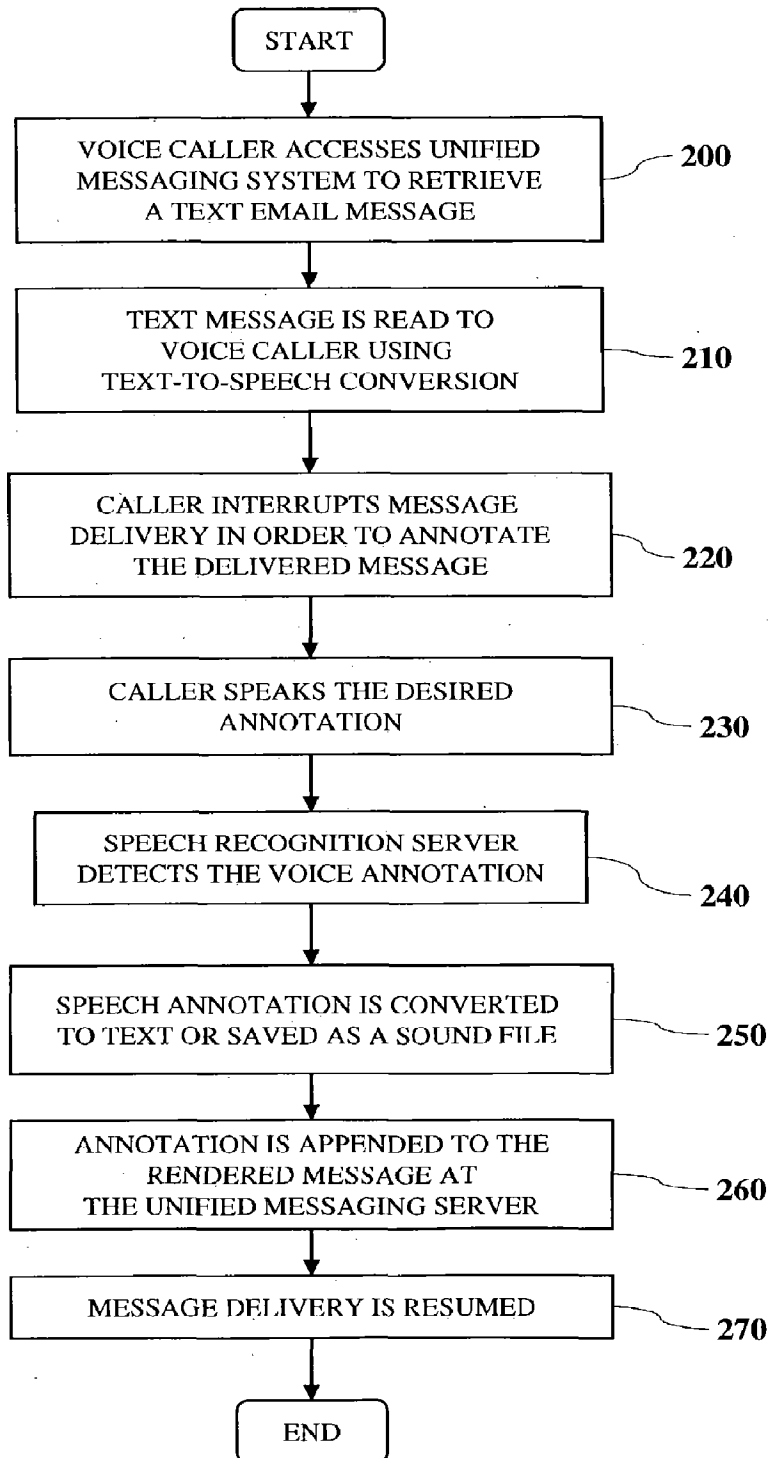 START
VOICE CALLER ACCESSES UNIFIED
MESSAGING SYSTEM TO RETRIEVE
A TEXT EMAIL MESSAGE
200
TEXT MESSAGE IS READ TO
VOICE CALLER USING
TEXT-TO-SPEECH CONVERSION
210
CALLER INTERRUPTS MESSAGE
DELIVERY IN ORDER TO ANNOTATE
THE DELIVERED MESSAGE
220
CALLER SPEAKS THE DESIRED
ANNOTATION
230
SPEECH RECOGNITION SERVER
DETECTS THE VOICE ANNOTATION
240
SPEECH ANNOTATION IS CONVERTED
TO TEXT OR SAVED AS A SOUND FILE
250
ANNOTATION IS APPENDED TO THE
RENDERED MESSAGE AT
THE UNIFIED MESSAGING SERVER
260
MESSAGE DELIVERY IS RESUMED
270
END